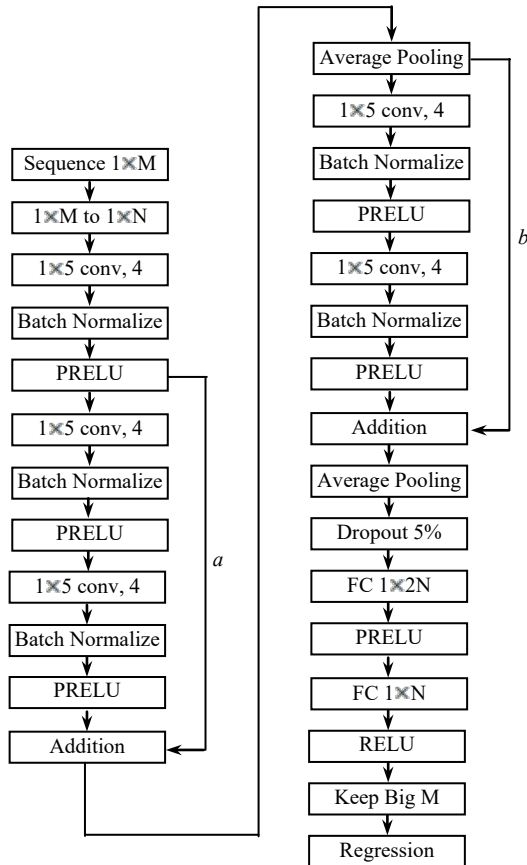 Sequence 1×M
1×M to 1×N
1×5 conv, 4
Batch Normalize
PRELU
1×5 conv, 4
Batch Normalize
PRELU
1×5 conv, 4
Batch Normalize
PRELU
Addition
a
Average Pooling
1×5 conv, 4
Batch Normalize
PRELU
1×5 conv, 4
Batch Normalize
PRELU
Addition
Average Pooling
Dropout 5%
FC 1×2N
PRELU
FC 1×N
RELU
Keep Big M
Regression
b